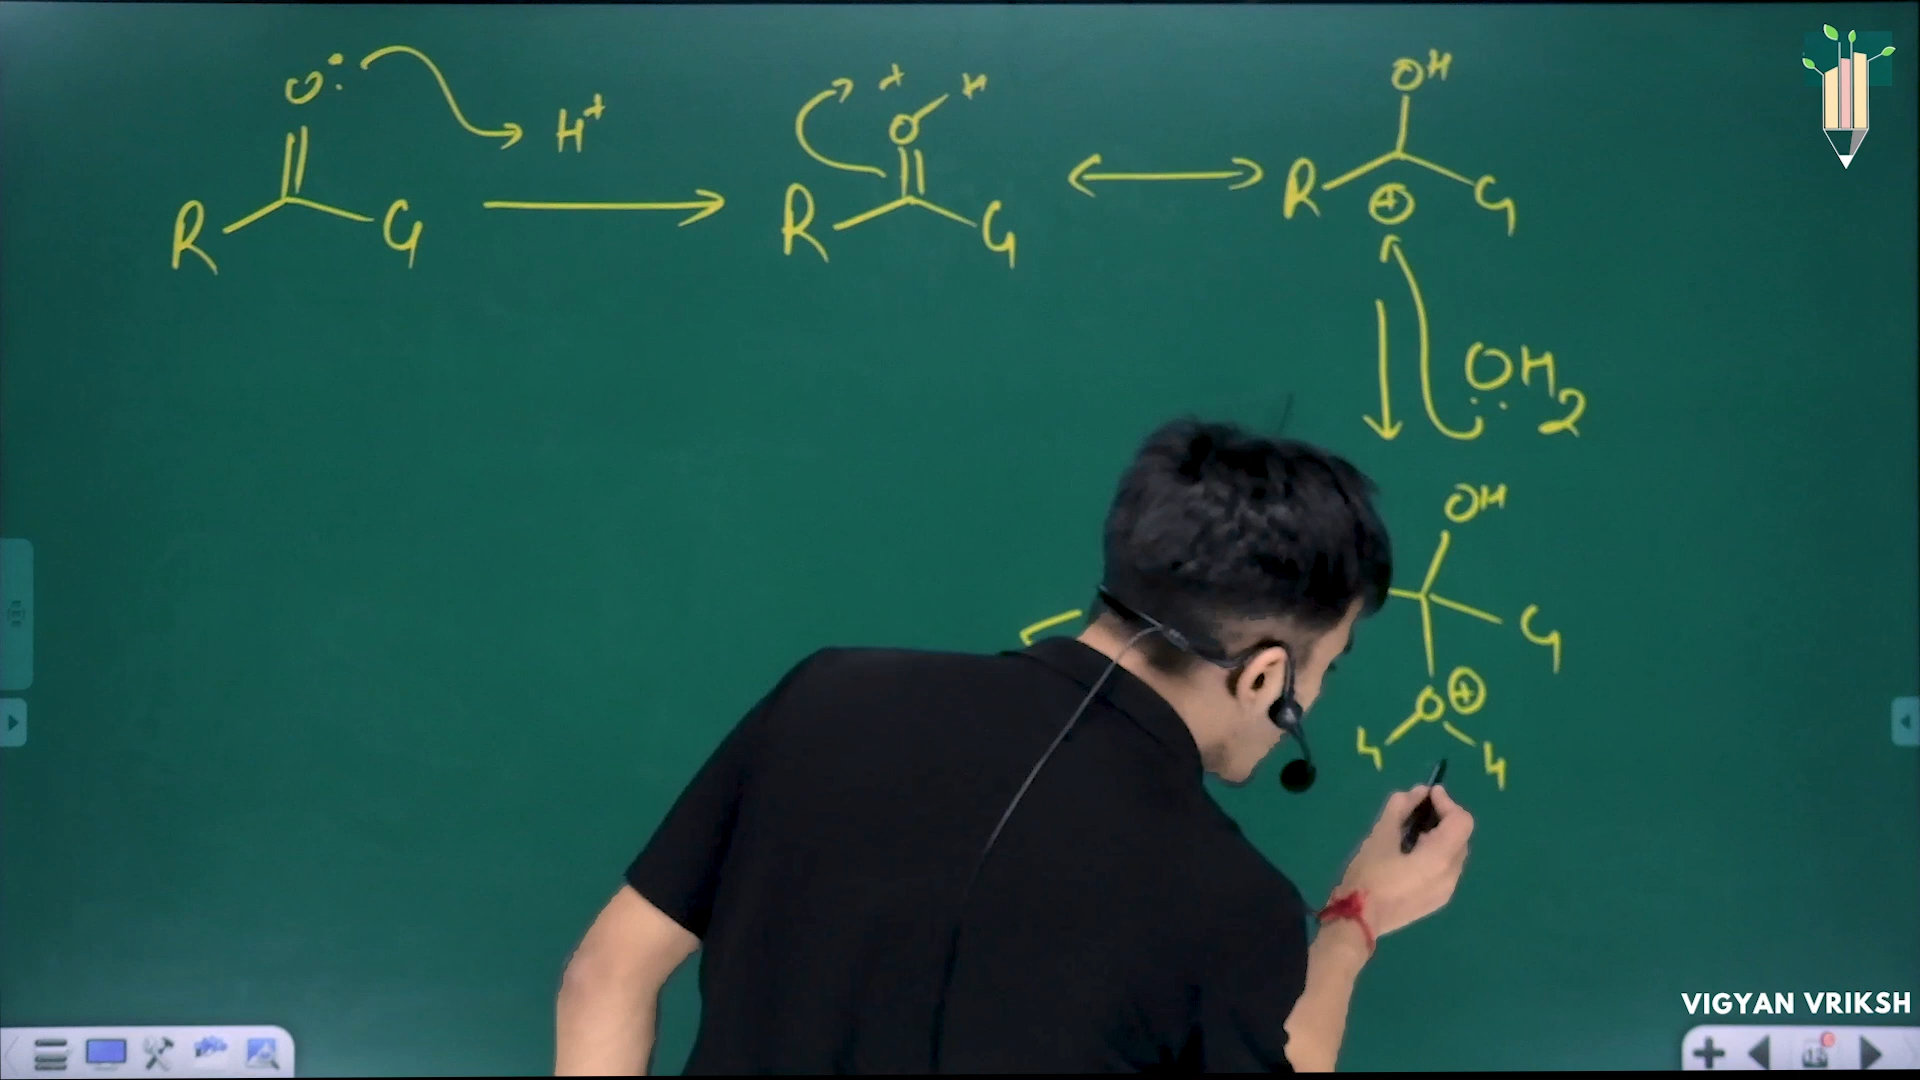 O:
H+
R
G
+
O
H
R
G
OH
R
+
G
OH2
OH
G
O +
H
H
VIGYAN VRIKSH